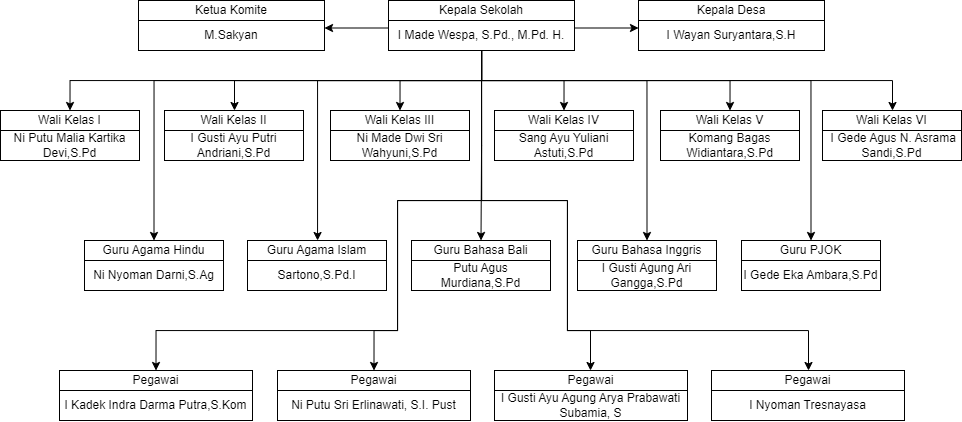 Ketua Komite
M.Sakyan
Kepala Sekolah
I Made Wespa, S.Pd., M.Pd. H.
Kepala Desa
I Wayan Suryantara,S.H
Wali Kelas I
Ni Putu Malia Kartika
Devi,S.Pd
Wali Kelas II
I Gusti Ayu Putri
Andriani,S.Pd
Wali Kelas III
Ni Made Dwi Sri
Wahyuni,S.Pd
Wali Kelas IV
Sang Ayu Yuliani
Astuti,S.Pd
Wali Kelas V
Komang Bagas
Widiantara,S.Pd
Wali Kelas VI
I Gede Agus N. Asrama
Sandi,S.Pd
Guru Agama Hindu
Ni Nyoman Darni,S.Ag
Guru Agama Islam
Sartono,S.Pd.I
Guru Bahasa Bali
Putu Agus
Murdiana,S.Pd
Guru Bahasa Inggris
I Gusti Agung Ari
Gangga,S.Pd
Guru PJOK
I Gede Eka Ambara,S.Pd
Pegawai
I Kadek Indra Darma Putra,S.Kom
Pegawai
Ni Putu Sri Erlinawati, S.I. Pust
Pegawai
I Gusti Ayu Agung Arya Prabawati
Subamia, S
Pegawai
I Nyoman Tresnayasa